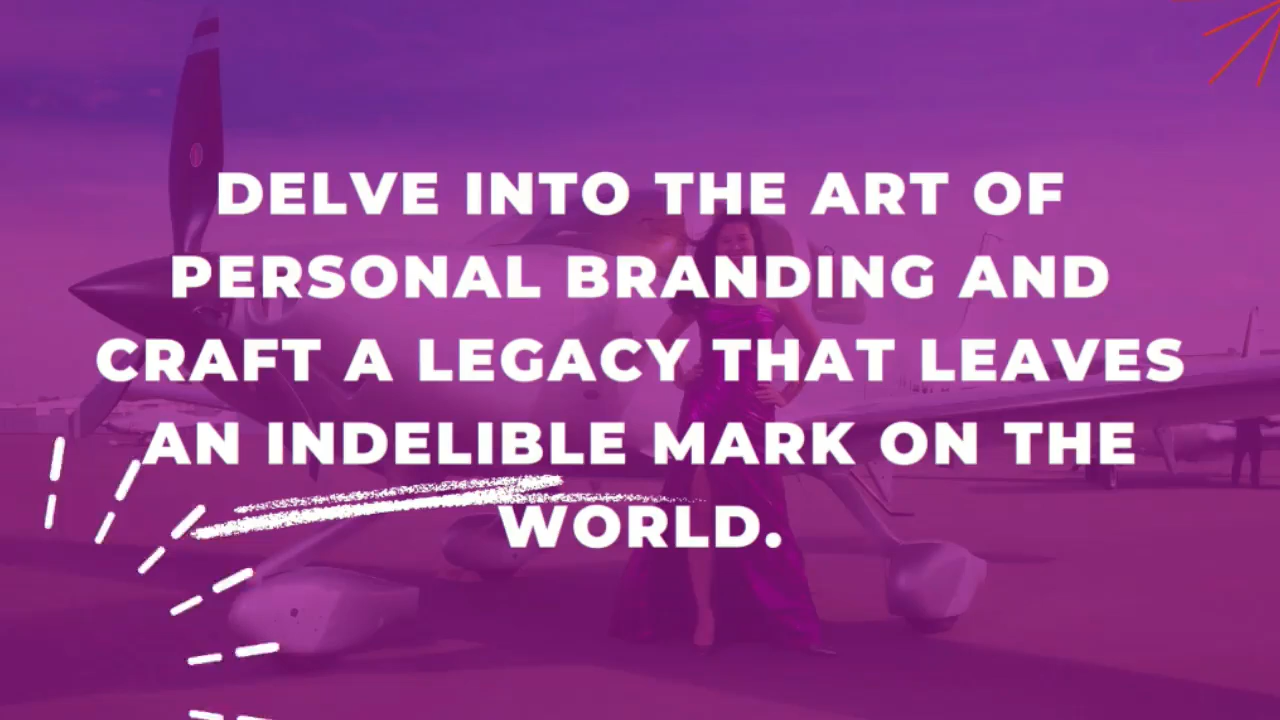 DELVE INTO THE ART OF
PERSONAL BRANDING AND
CRAFT A LEGACY THAT LEAVES
AN INDELIBLE MARK ON THE
WORLD.